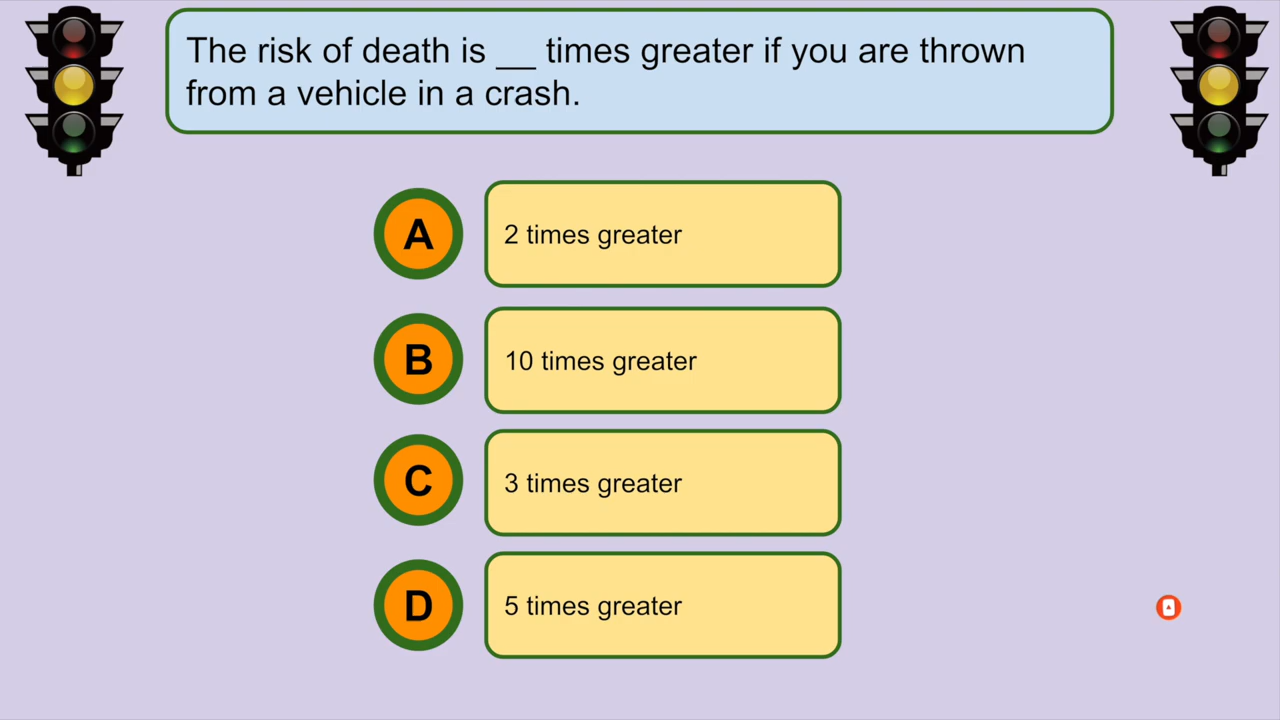 The risk of death is __ times greater if you are thrown
from a vehicle in a crash.
A
2 times greater
B
10 times greater
C
3 times greater
D
5 times greater